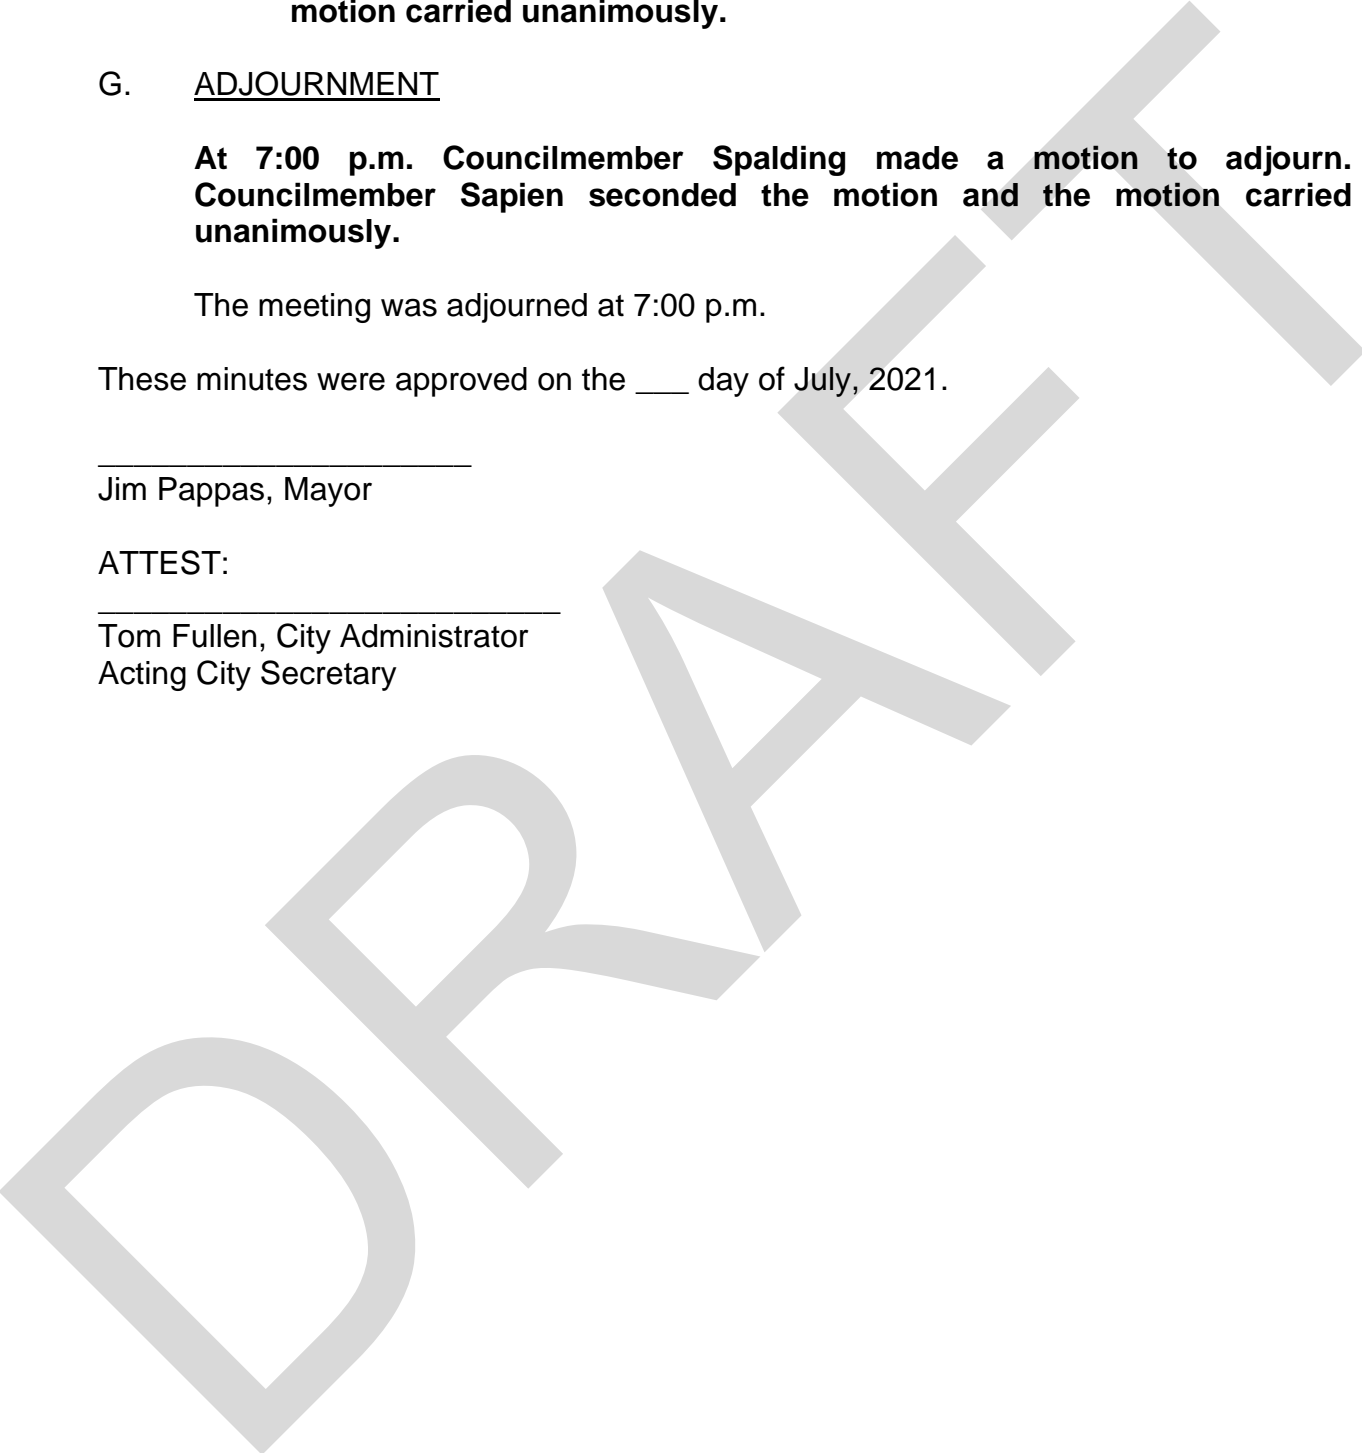 motion carried unanimously.
G. ADJOURNMENT
At 7:00 p.m. Councilmember Spalding made a motion to adjourn.
Councilmember Sapien seconded the motion and the motion carried
unanimously.
The meeting was adjourned at 7:00 p.m.
These minutes were approved on the ___ day of July, 2021.
_____________________
Jim Pappas, Mayor
ATTEST:
__________________________
Tom Fullen, City Administrator
Acting City Secretary
DRAFT